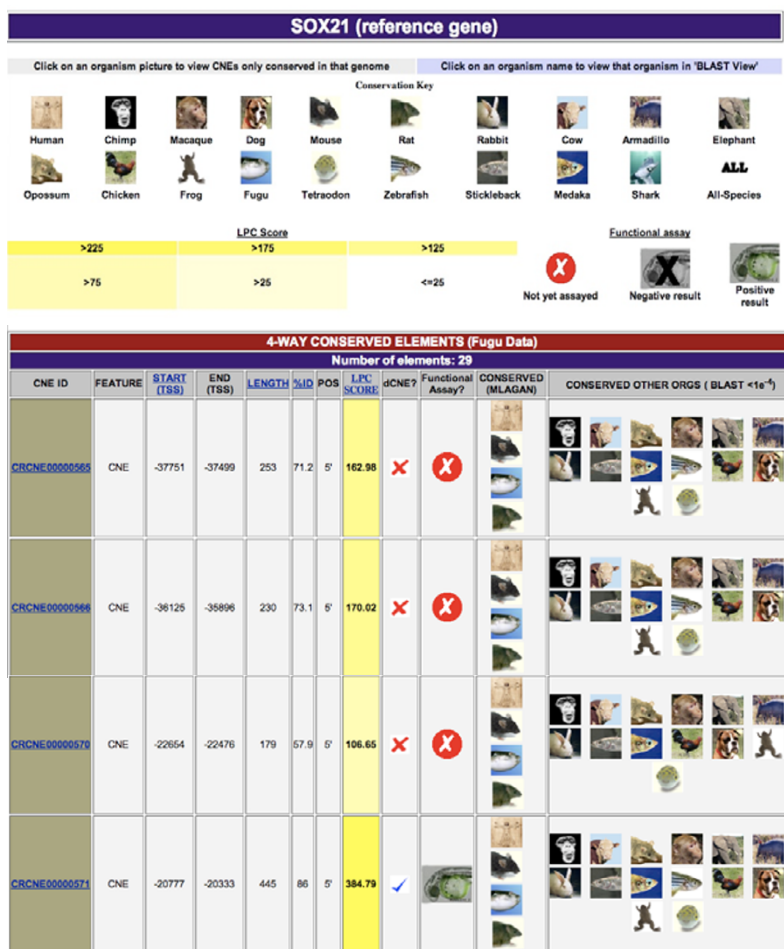 SOX21 (reference gene)
Click on an organism picture to view CNEs only conserved in that genome
Click on an organism name to view that organism in 'BLAST View'
Conservation Key
Human Chimp Macaque Dog Mouse Rat Rabbit Cow Armadillo Elephant
ALL
Opossum Chicken Frog Fugu Tetraodon Zebrafish Stickleback Medaka Shark All-Species
LPC Score
>225 >175 >125
>75 >25 <=25
Functional assay
Not yet assayed
Negative result
Positive
result
4-WAY CONSERVED ELEMENTS (Fugu Data)
Number of elements: 29
CNE ID FEATURE START (TSS) END (TSS) LENGTH %ID POS LPC SCORE dCNE? Functional Assay? CONSERVED (MLAGAN) CONSERVED OTHER ORGS ( BLAST <1e⁻⁴)
CRCNE00000565 CNE -37751 -37499 253 71.2 5' 162.98
CRCNE00000566 CNE -36125 -35896 230 73.1 5' 170.02
CRCNE00000570 CNE -22654 -22476 179 57.9 5' 106.65
CRCNE00000571 CNE -20777 -20333 445 86 5' 384.79